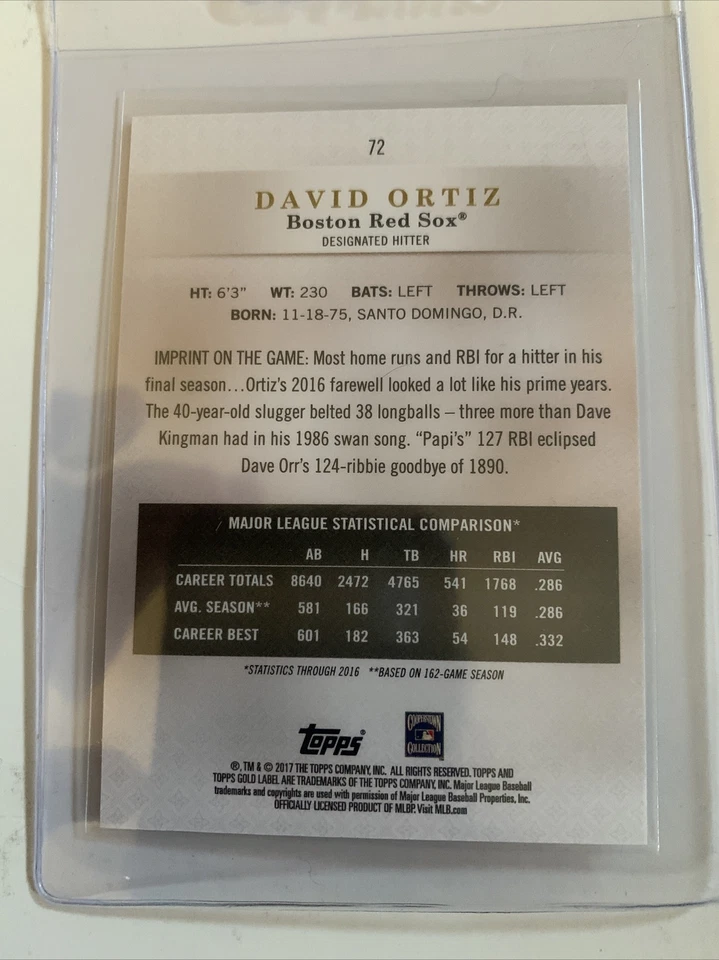 72
DAVID ORTIZ
Boston Red Sox®
DESIGNATED HITTER
HT: 6'3" WT: 230 BATS: LEFT THROWS: LEFT
BORN: 11-18-75, SANTO DOMINGO, D.R.
IMPRINT ON THE GAME: Most home runs and RBI for a hitter in his
final season…Ortiz's 2016 farewell looked a lot like his prime years.
The 40-year-old slugger belted 38 longballs – three more than Dave
Kingman had in his 1986 swan song. “Papi's” 127 RBI eclipsed
Dave Orr's 124-ribbie goodbye of 1890.
MAJOR LEAGUE STATISTICAL COMPARISON*
AB H TB HR RBI AVG
CAREER TOTALS 8640 2472 4765 541 1768 .286
AVG. SEASON** 581 166 321 36 119 .286
CAREER BEST 601 182 363 54 148 .332
*STATISTICS THROUGH 2016 **BASED ON 162-GAME SEASON
topps®
COOPERSTOWN
COLLECTION™
®, TM & © 2017 THE TOPPS COMPANY, INC. ALL RIGHTS RESERVED. TOPPS AND
TOPPS GOLD LABEL ARE TRADEMARKS OF THE TOPPS COMPANY, INC. Major League Baseball
trademarks and copyrights are used with permission of Major League Baseball Properties, Inc.
OFFICIALLY LICENSED PRODUCT OF MLBP. Visit MLB.com